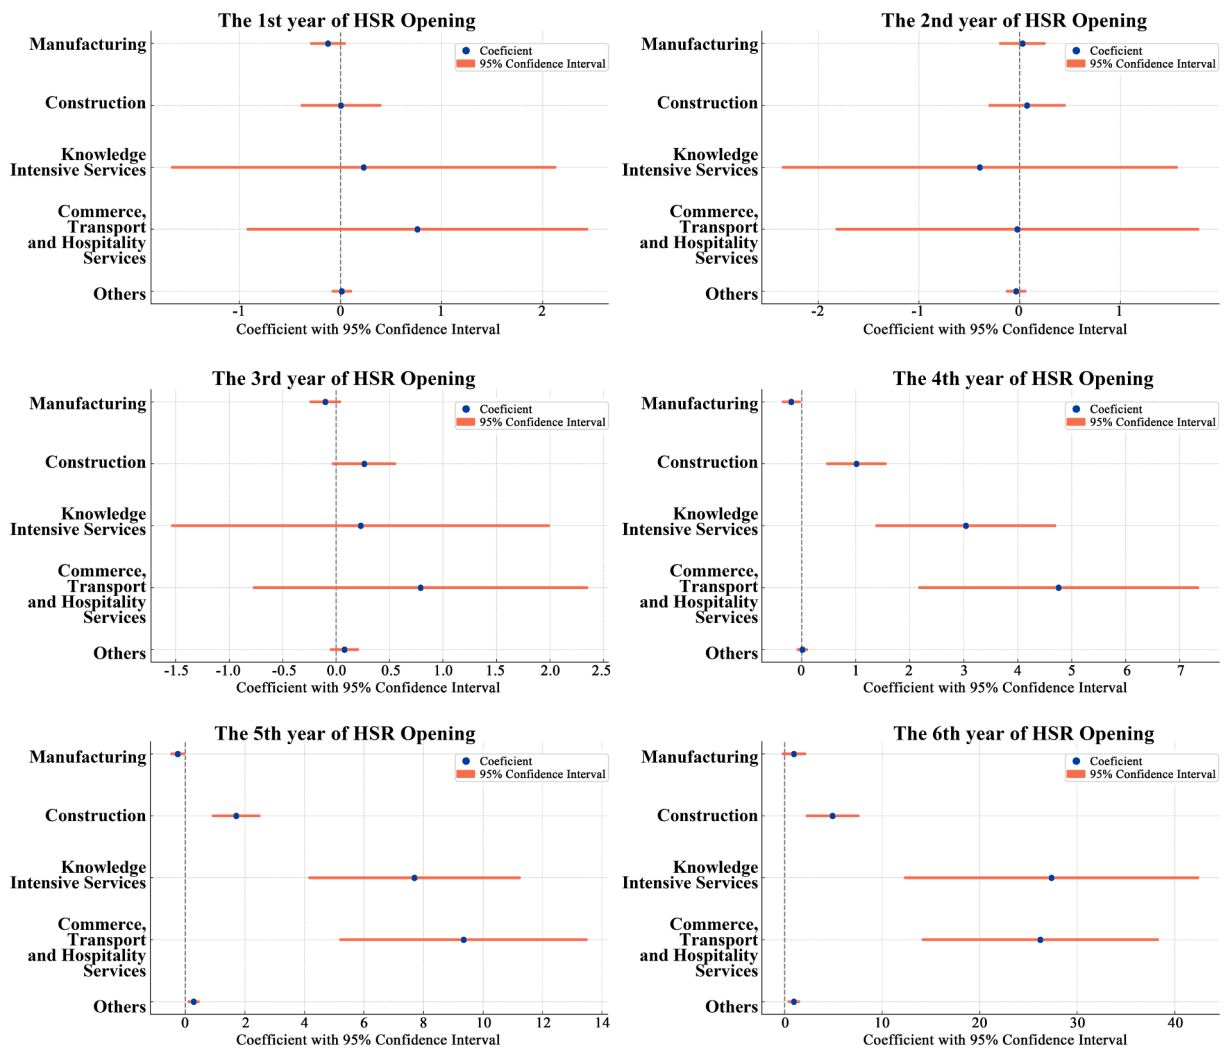 The 1st year of HSR Opening
Manufacturing
Construction
Knowledge
Intensive Services
Commerce,
Transport
and Hospitality
Services
Others
Coeficient
95% Confidence Interval
-1
0
1
2
Coefficient with 95% Confidence Interval
The 2nd year of HSR Opening
Manufacturing
Construction
Knowledge
Intensive Services
Commerce,
Transport
and Hospitality
Services
Others
Coeficient
95% Confidence Interval
-2
-1
0
1
Coefficient with 95% Confidence Interval
The 3rd year of HSR Opening
Manufacturing
Construction
Knowledge
Intensive Services
Commerce,
Transport
and Hospitality
Services
Others
Coeficient
95% Confidence Interval
-1.5
-1.0
-0.5
0.0
0.5
1.0
1.5
2.0
2.5
Coefficient with 95% Confidence Interval
The 4th year of HSR Opening
Manufacturing
Construction
Knowledge
Intensive Services
Commerce,
Transport
and Hospitality
Services
Others
Coeficient
95% Confidence Interval
0
1
2
3
4
5
6
7
Coefficient with 95% Confidence Interval
The 5th year of HSR Opening
Manufacturing
Construction
Knowledge
Intensive Services
Commerce,
Transport
and Hospitality
Services
Others
Coeficient
95% Confidence Interval
0
2
4
6
8
10
12
14
Coefficient with 95% Confidence Interval
The 6th year of HSR Opening
Manufacturing
Construction
Knowledge
Intensive Services
Commerce,
Transport
and Hospitality
Services
Others
Coeficient
95% Confidence Interval
0
10
20
30
40
Coefficient with 95% Confidence Interval